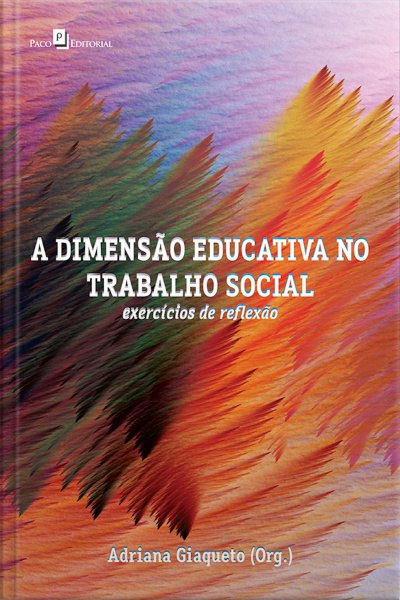 PACO EDITORIAL
A DIMENSÃO EDUCATIVA NO
TRABALHO SOCIAL
exercícios de reflexão
Adriana Giaqueto (Org.)